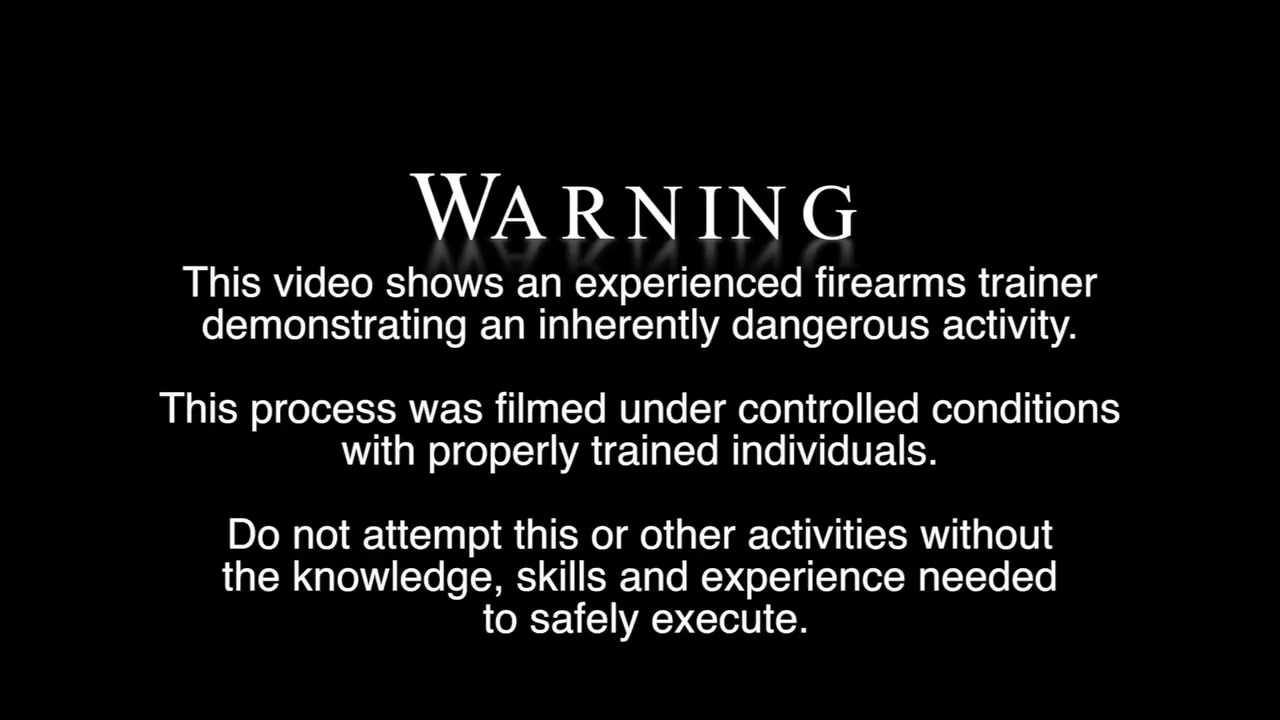 WARNING
This video shows an experienced firearms trainer
demonstrating an inherently dangerous activity.
This process was filmed under controlled conditions
with properly trained individuals.
Do not attempt this or other activities without
the knowledge, skills and experience needed
to safely execute.